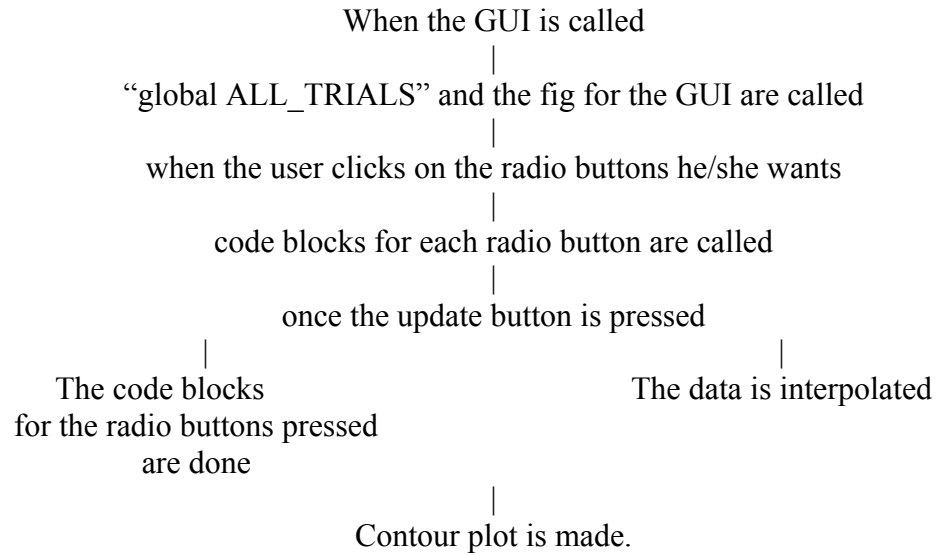 When the GUI is called
|
“global ALL_TRIALS” and the fig for the GUI are called
|
when the user clicks on the radio buttons he/she wants
|
code blocks for each radio button are called
|
once the update button is pressed
| |
The code blocks
for the radio buttons pressed
are done
The data is interpolated
|
Contour plot is made.